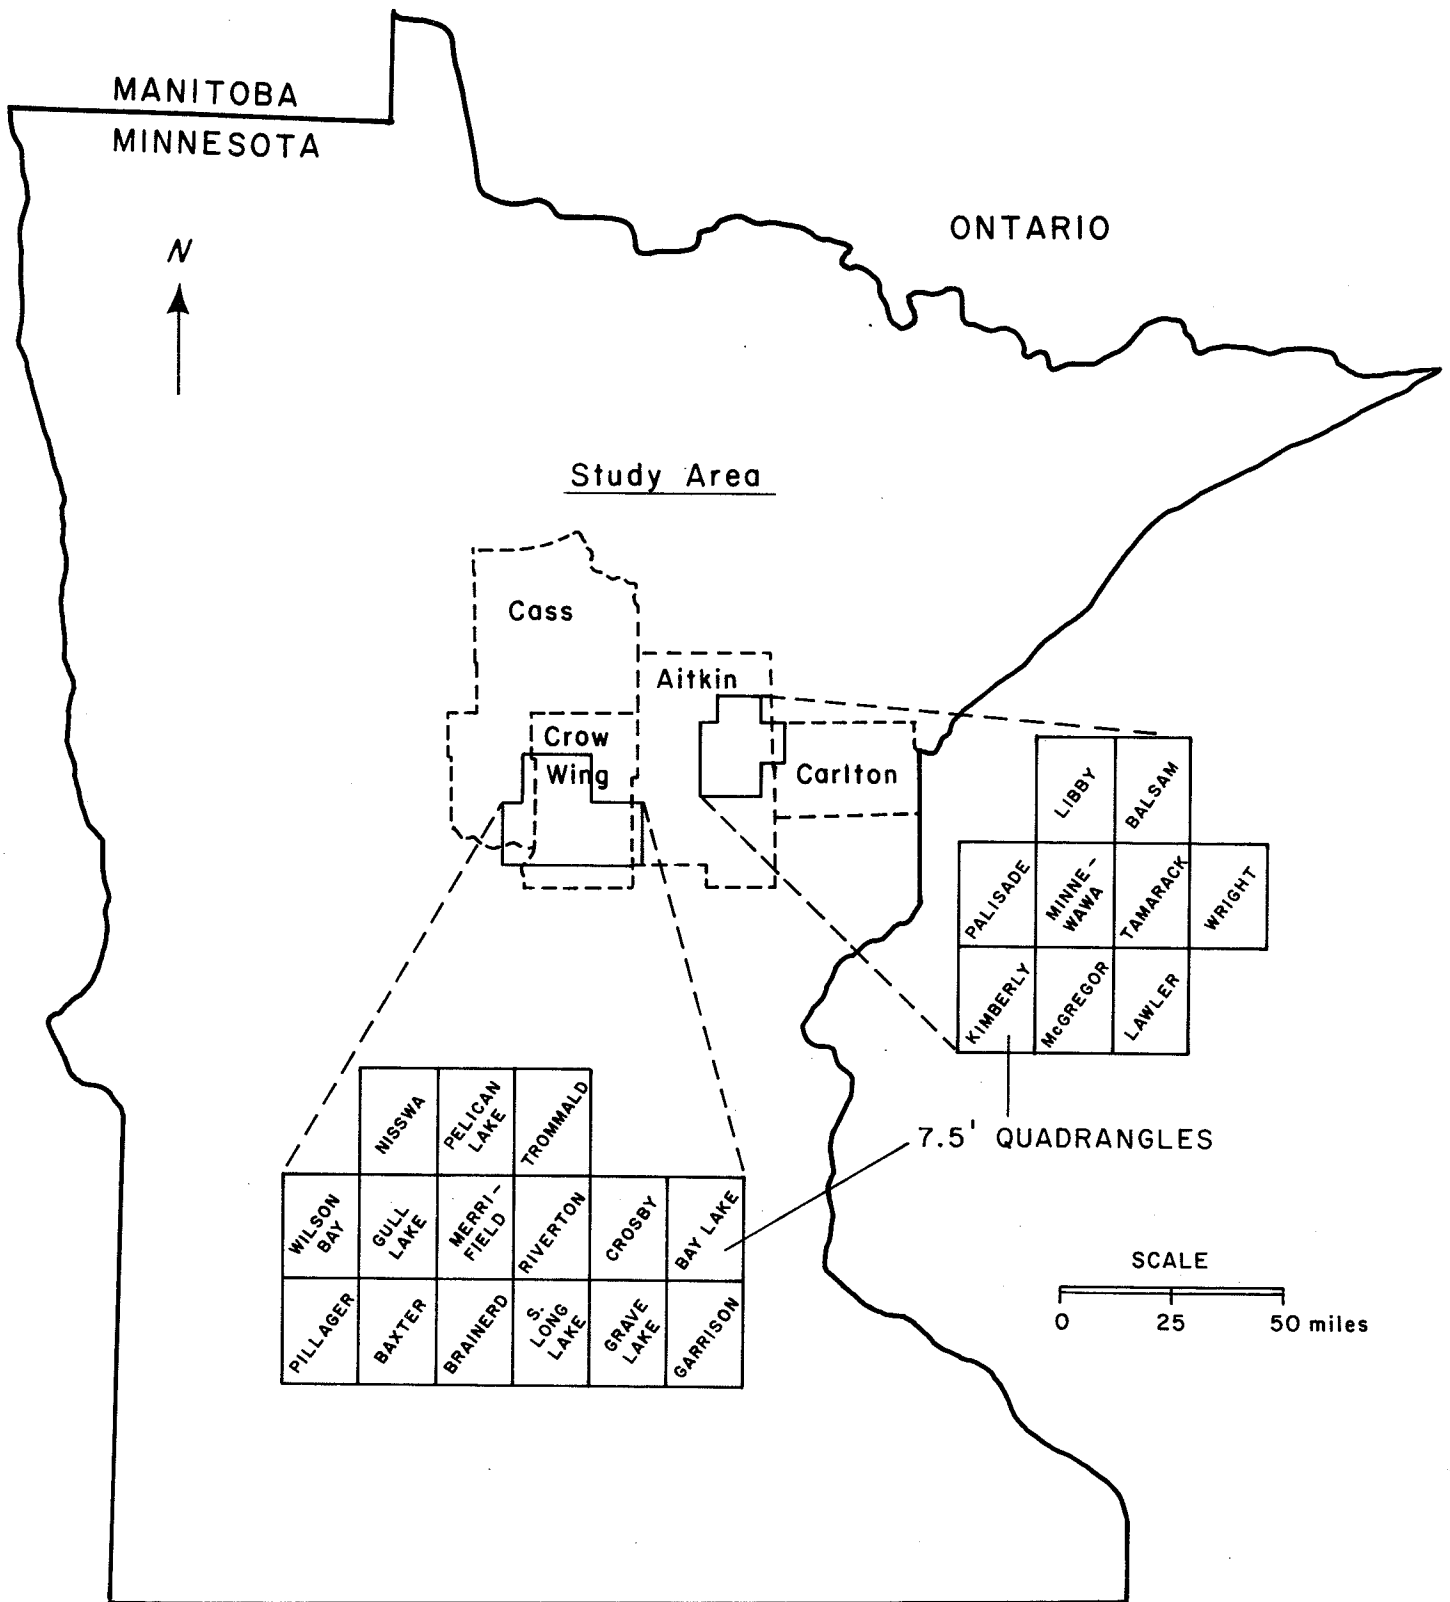 MANITOBA
MINNESOTA
ONTARIO
N
Study Area
Cass
Aitkin
Crow
Wing
Carlton
LIBBY
BALSAM
PALISADE
MINNE-
WAWA
TAMARACK
WRIGHT
KIMBERLY
McGREGOR
LAWLER
7.5' QUADRANGLES
NISSWA
PELICAN
LAKE
TROMMALD
WILSON
BAY
GULL
LAKE
MERRI-
FIELD
RIVERTON
CROSBY
BAY LAKE
PILLAGER
BAXTER
BRAINERD
S.
LONG
LAKE
GRAVE
LAKE
GARRISON
SCALE
0 25 50 miles